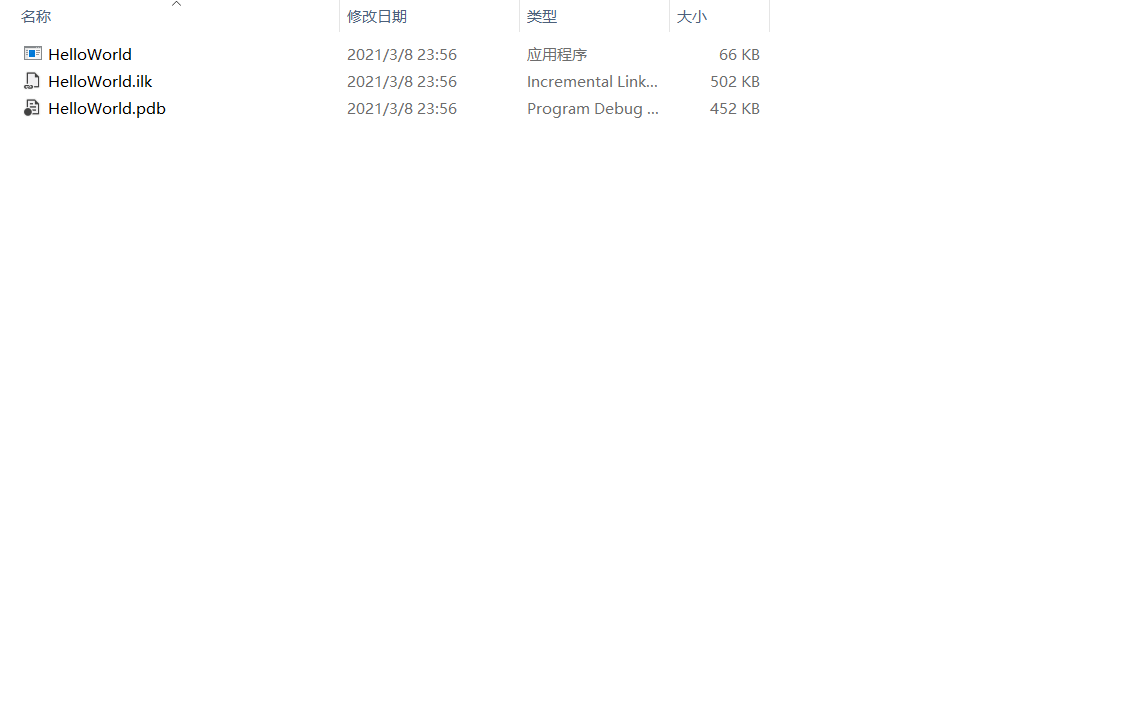 名称 修改日期 类型 大小
HelloWorld 2021/3/8 23:56 应用程序 66 KB
HelloWorld.ilk 2021/3/8 23:56 Incremental Link... 502 KB
HelloWorld.pdb 2021/3/8 23:56 Program Debug ... 452 KB